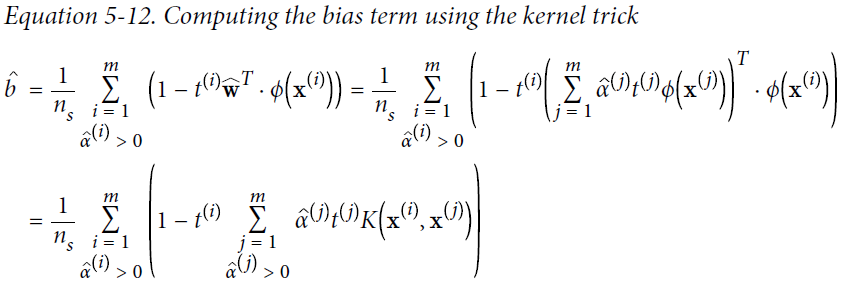 Equation 5-12. Computing the bias term using the kernel trick
b̂ = 1/n_s ∑_{i = 1, α̂^(i) > 0}^{m} (1 − t^(i) ŵ^T · ϕ(x^(i))) = 1/n_s ∑_{i = 1, α̂^(i) > 0}^{m} (1 − t^(i) (∑_{j = 1}^{m} α̂^(j) t^(j) ϕ(x^(j)))^T · ϕ(x^(i)))
= 1/n_s ∑_{i = 1, α̂^(i) > 0}^{m} (1 − t^(i) ∑_{j = 1, α̂^(j) > 0}^{m} α̂^(j) t^(j) K(x^(i), x^(j)))